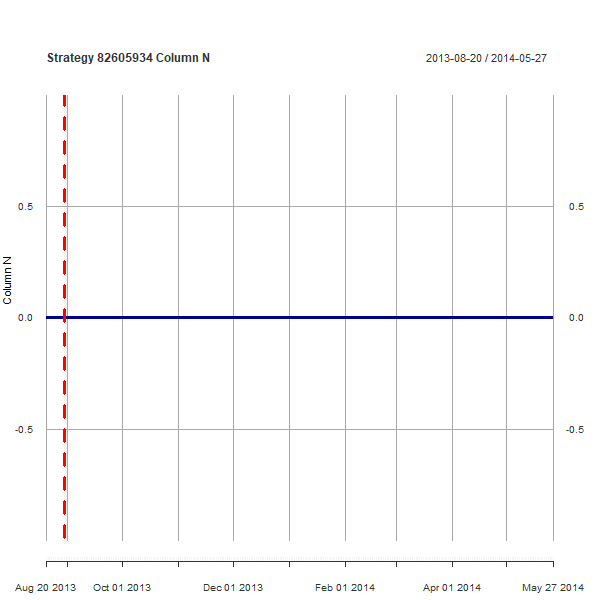 Strategy 82605934 Column N
2013-08-20 / 2014-05-27
0.5
0.5
Column N
0.0
0.0
-0.5
-0.5
Aug 20 2013
Oct 01 2013
Dec 01 2013
Feb 01 2014
Apr 01 2014
May 27 2014